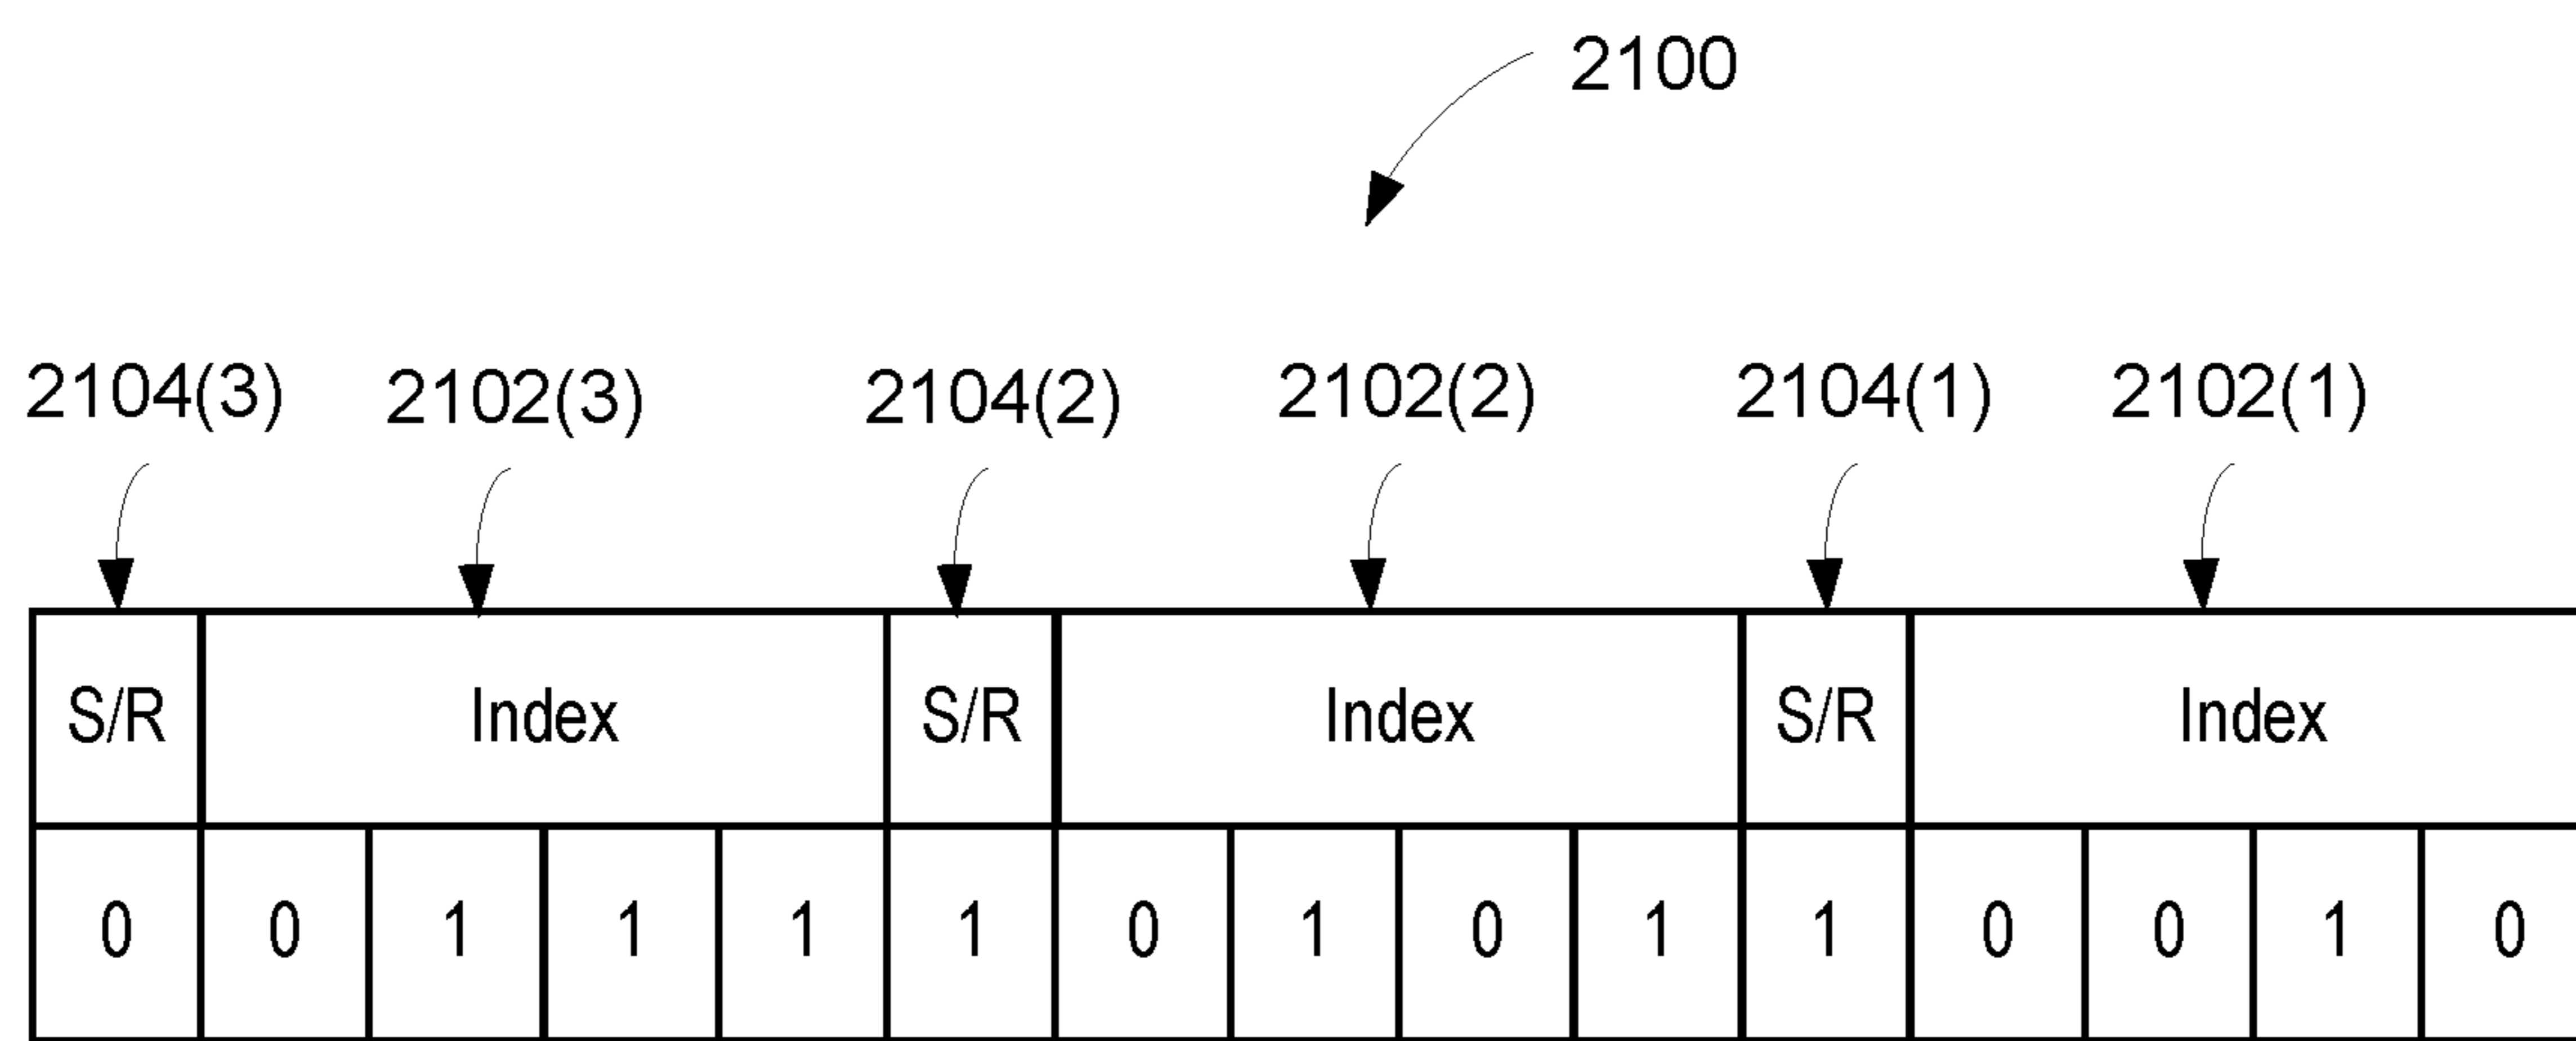 2100
2104(3) 2102(3) 2104(2) 2102(2) 2104(1) 2102(1)
S/R Index S/R Index S/R Index
0 0 1 1 1 1 0 1 0 1 1 0 0 1 0